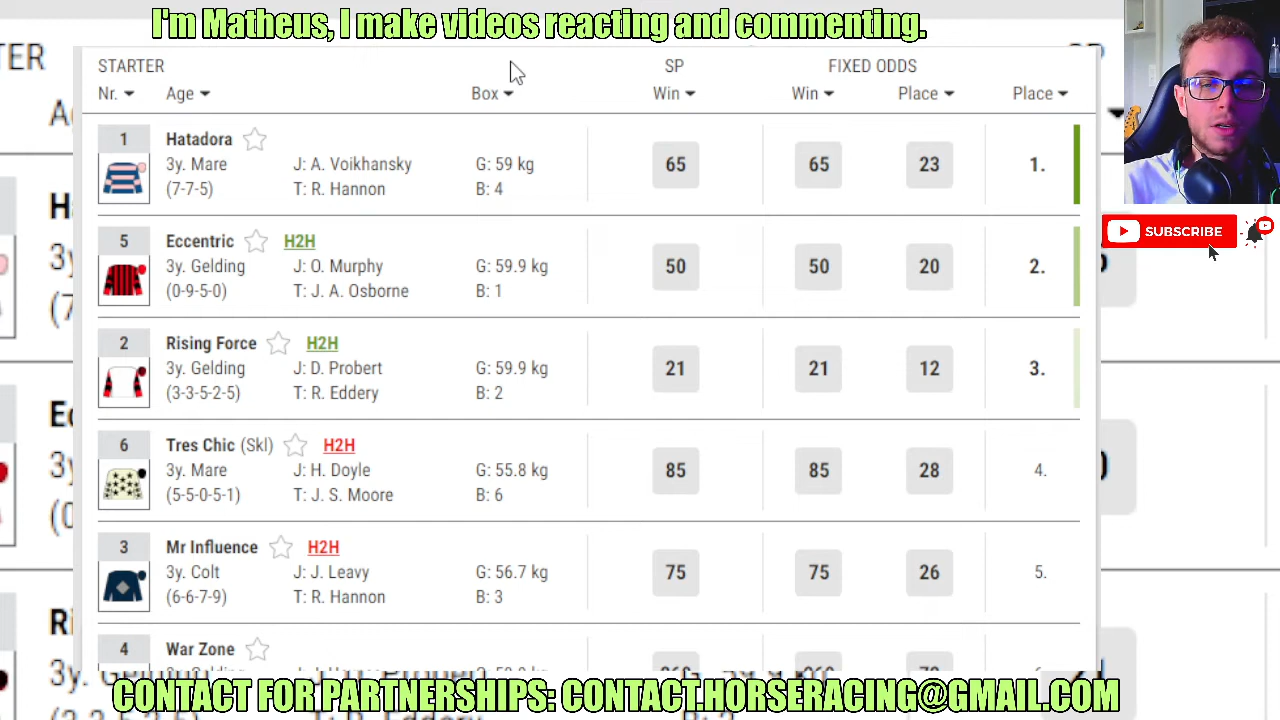 I'm Matheus, I make videos reacting and commenting.
STARTER SP FIXED ODDS
Nr. Age Box Win Win Place Place
1 Hatadora
3y. Mare J: A. Voikhansky G: 59 kg 65 65 23 1.
(7-7-5) T: R. Hannon B: 4
5 Eccentric H2H
3y. Gelding J: O. Murphy G: 59.9 kg 50 50 20 2.
(0-9-5-0) T: J. A. Osborne B: 1
2 Rising Force H2H
3y. Gelding J: D. Probert G: 59.9 kg 21 21 12 3.
(3-3-5-2-5) T: R. Eddery B: 2
6 Tres Chic (Skl) H2H
3y. Mare J: H. Doyle G: 55.8 kg 85 85 28 4.
(5-5-0-5-1) T: J. S. Moore B: 6
3 Mr Influence H2H
3y. Colt J: J. Leavy G: 56.7 kg 75 75 26 5.
(6-6-7-9) T: R. Hannon B: 3
4 War Zone
SUBSCRIBE
CONTACT FOR PARTNERSHIPS: CONTACT.HORSERACING@GMAIL.COM